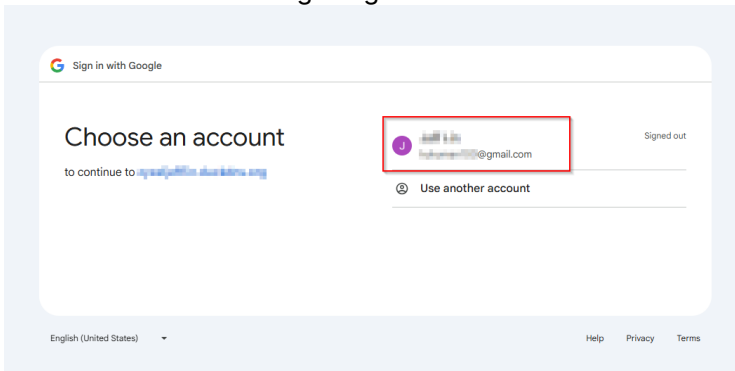 Sign in with Google
Choose an account
to continue to
@gmail.com
Signed out
Use another account
English (United States)
Help Privacy Terms